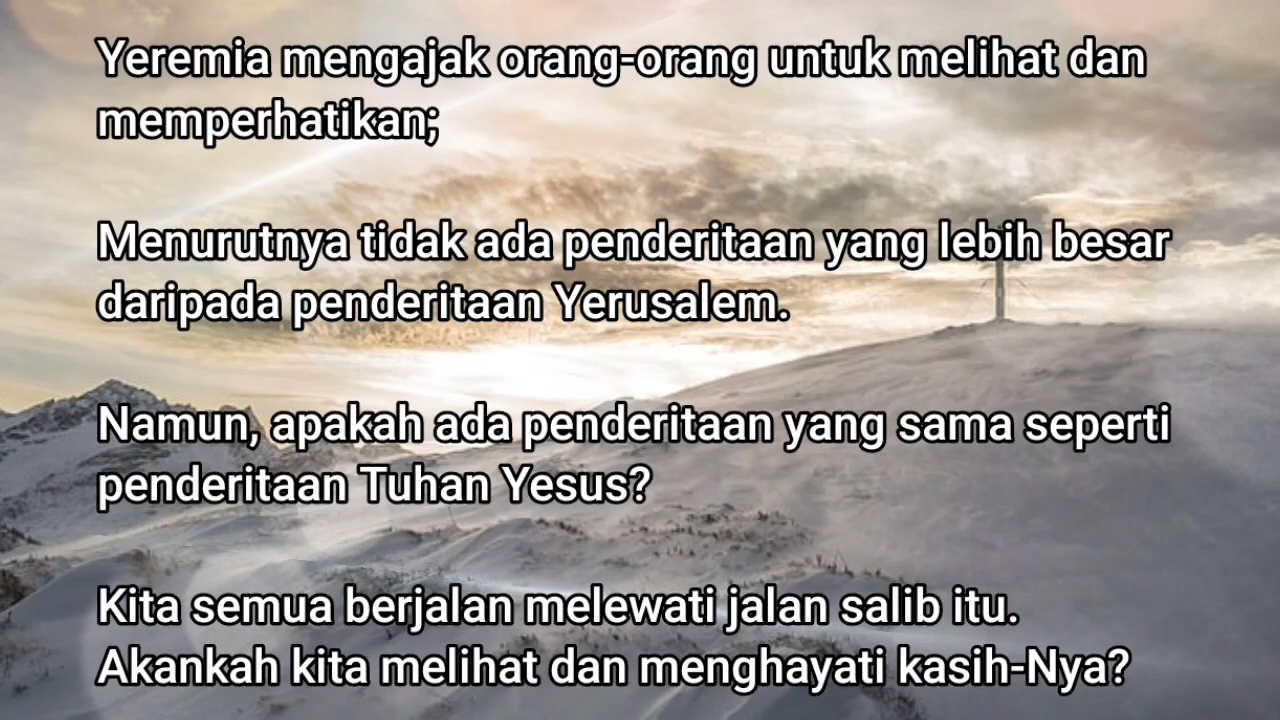 Yeremia mengajak orang-orang untuk melihat dan
memperhatikan;
Menurutnya tidak ada penderitaan yang lebih besar
daripada penderitaan Yerusalem.
Namun, apakah ada penderitaan yang sama seperti
penderitaan Tuhan Yesus?
Kita semua berjalan melewati jalan salib itu.
Akankah kita melihat dan menghayati kasih-Nya?